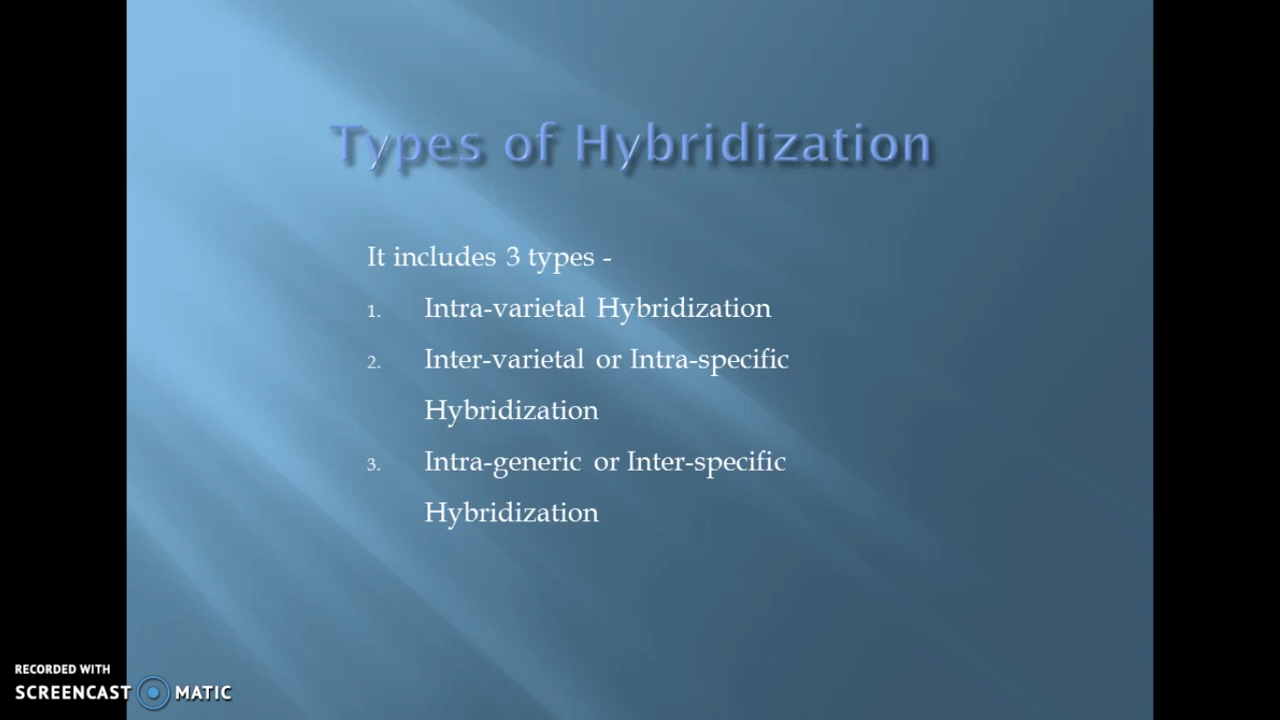 Types of Hybridization
It includes 3 types -
1. Intra-varietal Hybridization
2. Inter-varietal or Intra-specific
Hybridization
3. Intra-generic or Inter-specific
Hybridization
RECORDED WITH
SCREENCAST MATIC